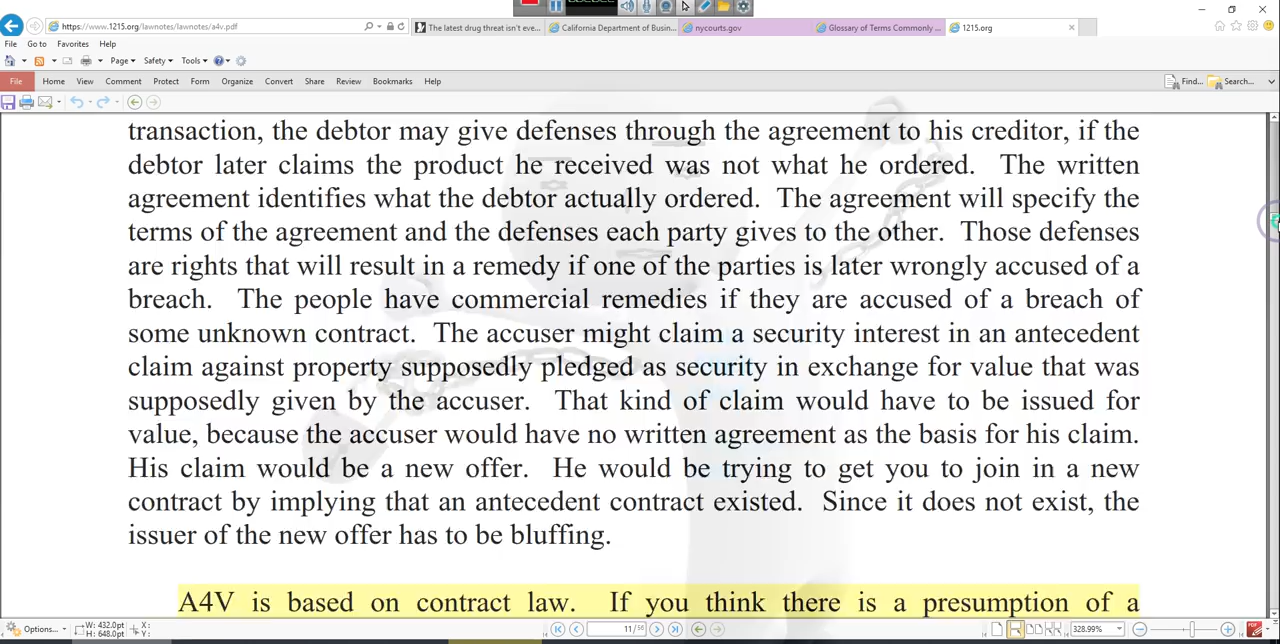 https://www.1215.org/lawnotes/lawnotes/a4v.pdf
The latest drug threat isn't eve...
California Department of Busin...
nycourts.gov
Glossary of Terms Commonly ...
1215.org
File Go to Favorites Help
Page Safety Tools
File Home View Comment Protect Form Organize Convert Share Review Bookmarks Help Find... Search...
transaction, the debtor may give defenses through the agreement to his creditor, if the
debtor later claims the product he received was not what he ordered. The written
agreement identifies what the debtor actually ordered. The agreement will specify the
terms of the agreement and the defenses each party gives to the other. Those defenses
are rights that will result in a remedy if one of the parties is later wrongly accused of a
breach. The people have commercial remedies if they are accused of a breach of
some unknown contract. The accuser might claim a security interest in an antecedent
claim against property supposedly pledged as security in exchange for value that was
supposedly given by the accuser. That kind of claim would have to be issued for
value, because the accuser would have no written agreement as the basis for his claim.
His claim would be a new offer. He would be trying to get you to join in a new
contract by implying that an antecedent contract existed. Since it does not exist, the
issuer of the new offer has to be bluffing.
A4V is based on contract law. If you think there is a presumption of a
Options... W: 432.0pt X: 11/56 328.99%
H: 648.0pt Y: